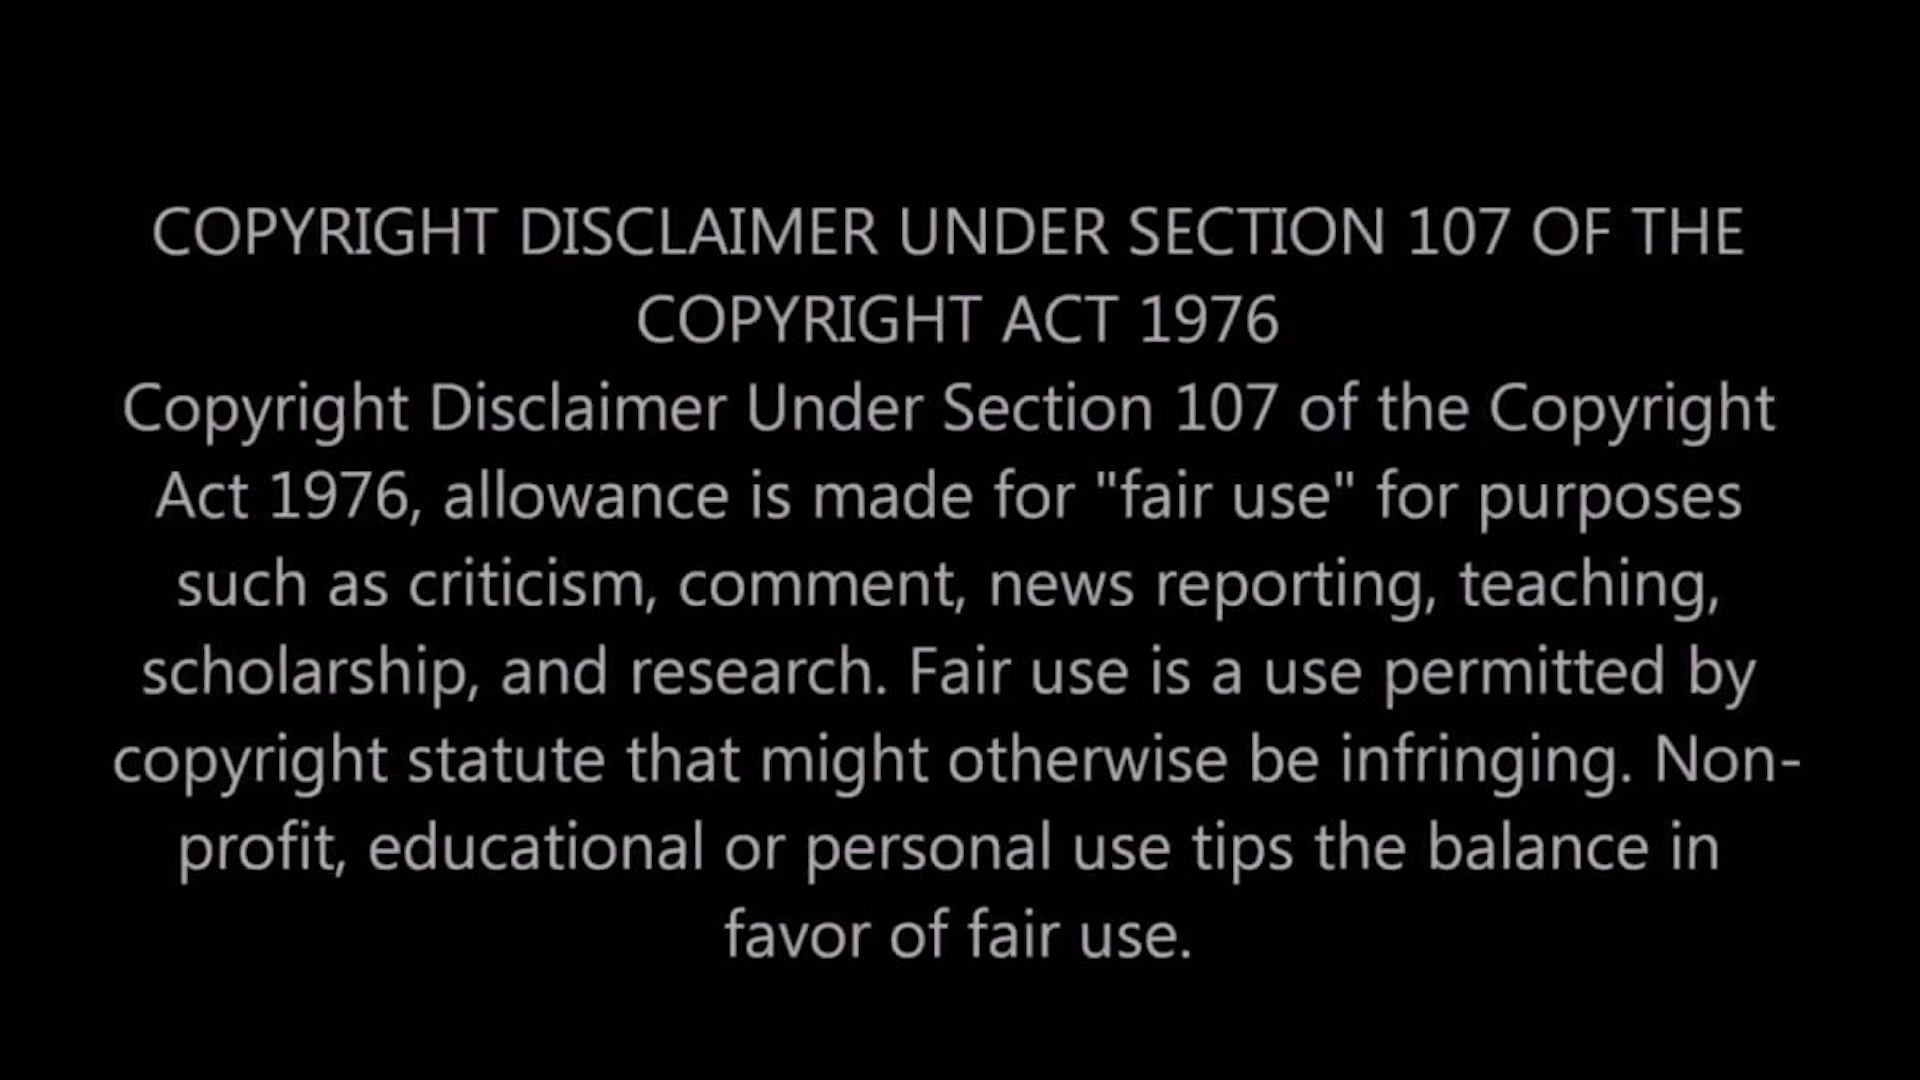 COPYRIGHT DISCLAIMER UNDER SECTION 107 OF THE
COPYRIGHT ACT 1976
Copyright Disclaimer Under Section 107 of the Copyright
Act 1976, allowance is made for "fair use" for purposes
such as criticism, comment, news reporting, teaching,
scholarship, and research. Fair use is a use permitted by
copyright statute that might otherwise be infringing. Non-
profit, educational or personal use tips the balance in
favor of fair use.